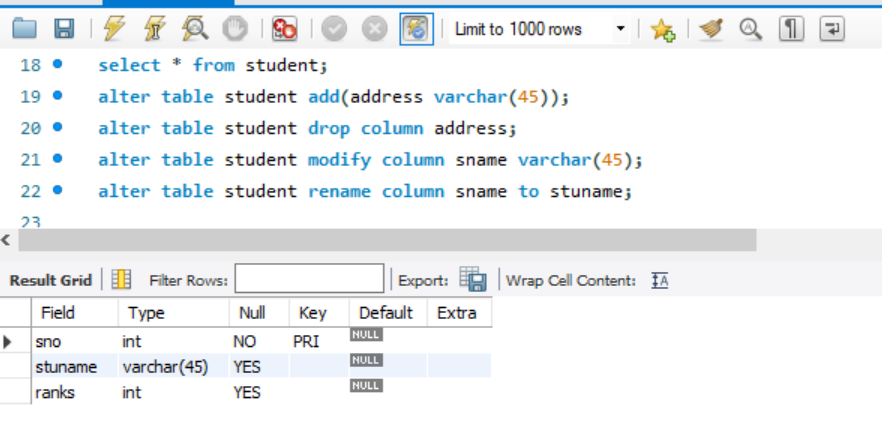 Limit to 1000 rows
18 select * from student;
19 alter table student add(address varchar(45));
20 alter table student drop column address;
21 alter table student modify column sname varchar(45);
22 alter table student rename column sname to stuname;
23
Result Grid Filter Rows: Export: Wrap Cell Content: IA
Field Type Null Key Default Extra
sno int NO PRI NULL
stuname varchar(45) YES NULL
ranks int YES NULL